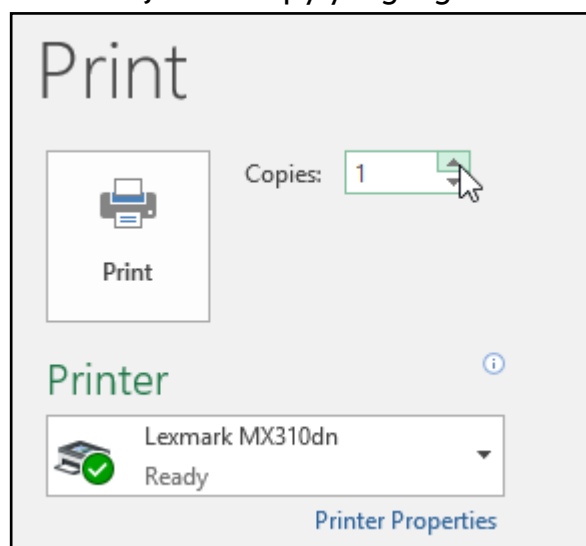 Print
Copies: 1
Print
Printer
Lexmark MX310dn
Ready
Printer Properties